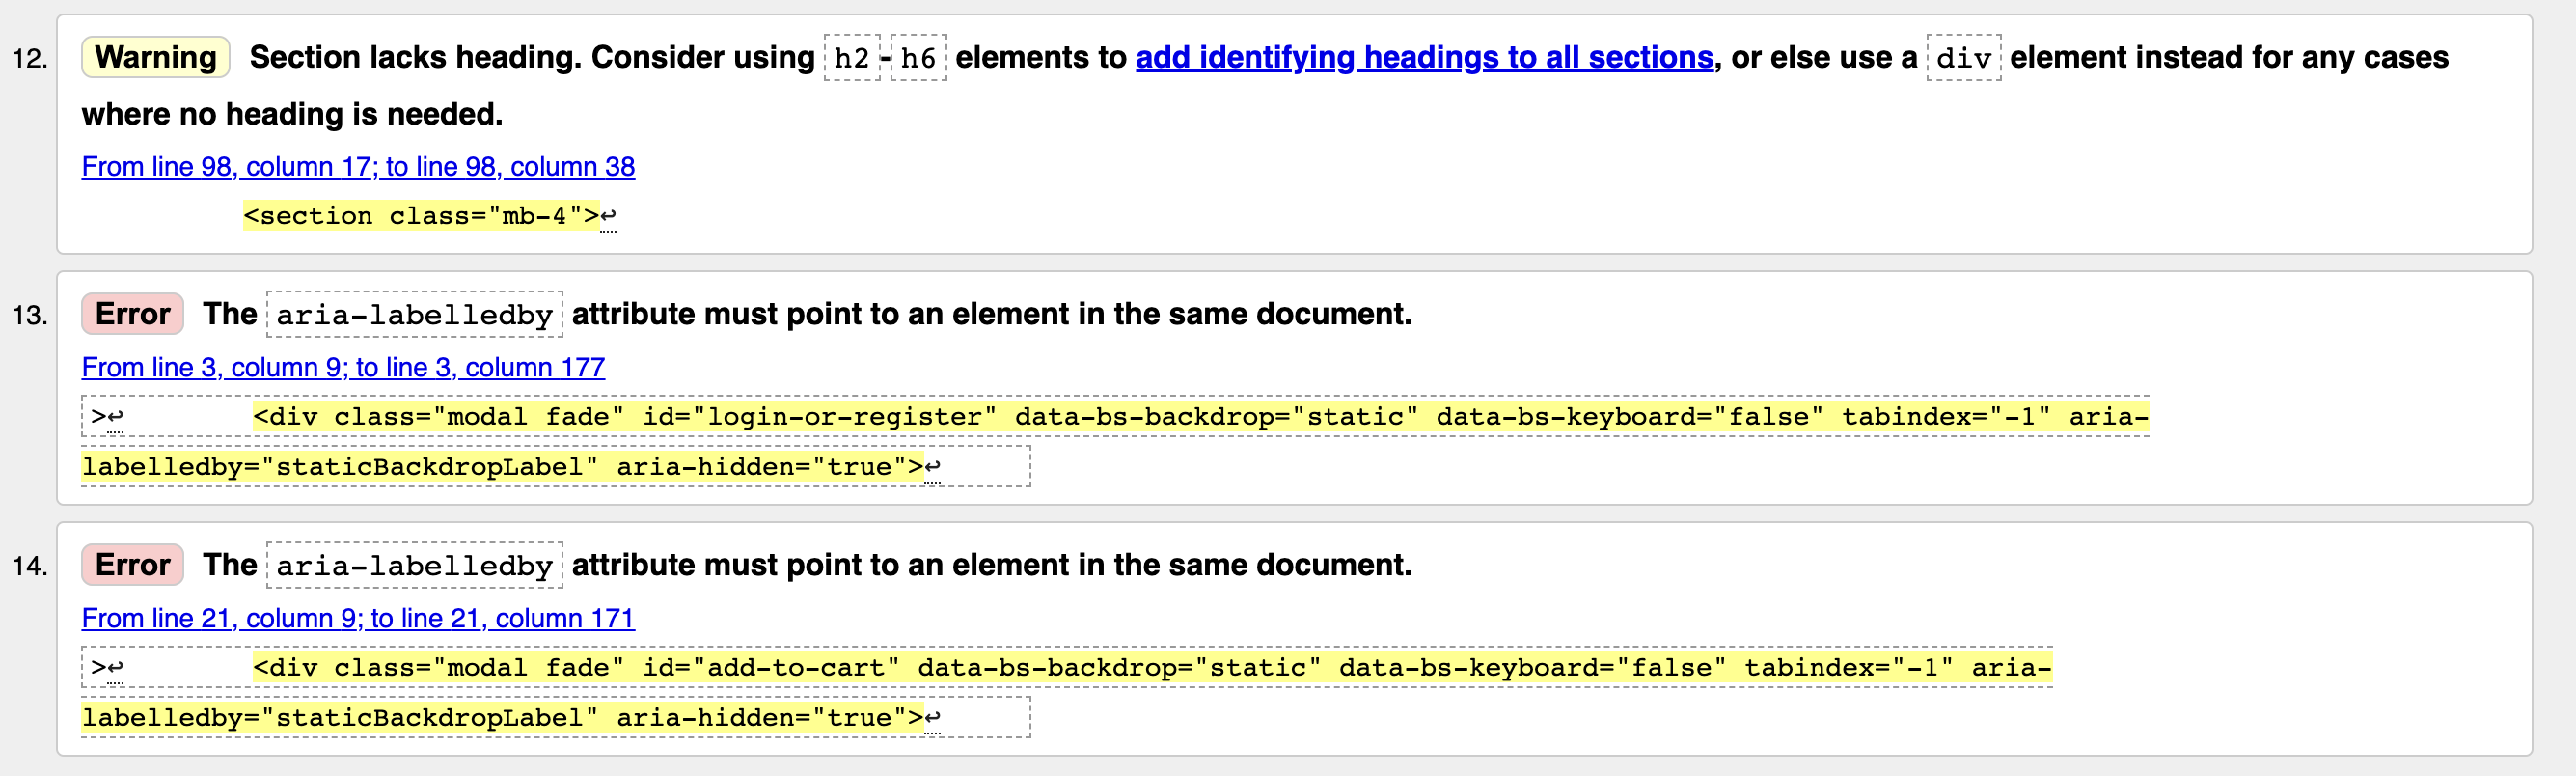 12. Warning Section lacks heading. Consider using h2-h6 elements to add identifying headings to all sections, or else use a div element instead for any cases
where no heading is needed.
From line 98, column 17; to line 98, column 38
<section class="mb-4">↩
13. Error The aria-labelledby attribute must point to an element in the same document.
From line 3, column 9; to line 3, column 177
>↩ <div class="modal fade" id="login-or-register" data-bs-backdrop="static" data-bs-keyboard="false" tabindex="-1" aria-
labelledby="staticBackdropLabel" aria-hidden="true">↩
14. Error The aria-labelledby attribute must point to an element in the same document.
From line 21, column 9; to line 21, column 171
>↩ <div class="modal fade" id="add-to-cart" data-bs-backdrop="static" data-bs-keyboard="false" tabindex="-1" aria-
labelledby="staticBackdropLabel" aria-hidden="true">↩